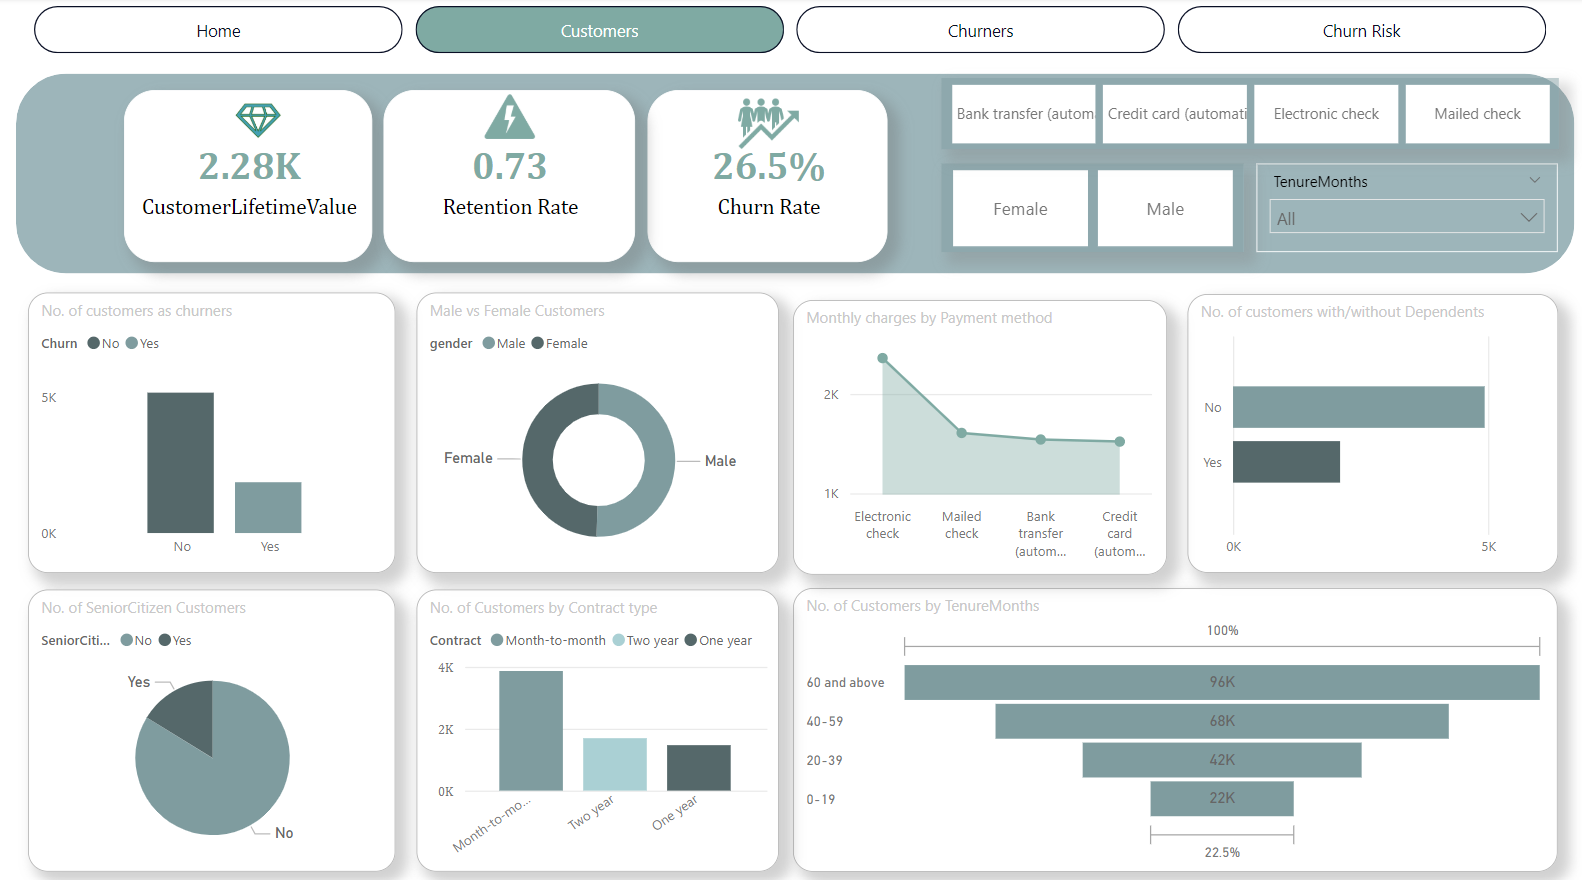 Home
Customers
Churners
Churn Risk
2.28K
CustomerLifetimeValue
0.73
Retention Rate
26.5%
Churn Rate
Bank transfer (autom
Credit card (automati
Electronic check
Mailed check
Female
Male
TenureMonths
All
No. of customers as churners
Churn No Yes
5K
0K
No Yes
Male vs Female Customers
gender Male Female
Female
Male
Monthly charges by Payment method
2K
1K
Electronic
check
Mailed
check
Bank
transfer
(autom...
Credit
card
(autom...
No. of customers with/without Dependents
No
Yes
0K 5K
No. of SeniorCitizen Customers
SeniorCiti... No Yes
Yes
No
No. of Customers by Contract type
Contract Month-to-month Two year One year
4K
2K
0K
Month-to-mo...
Two year
One year
No. of Customers by TenureMonths
100%
60 and above 96K
40-59 68K
20-39 42K
0-19 22K
22.5%